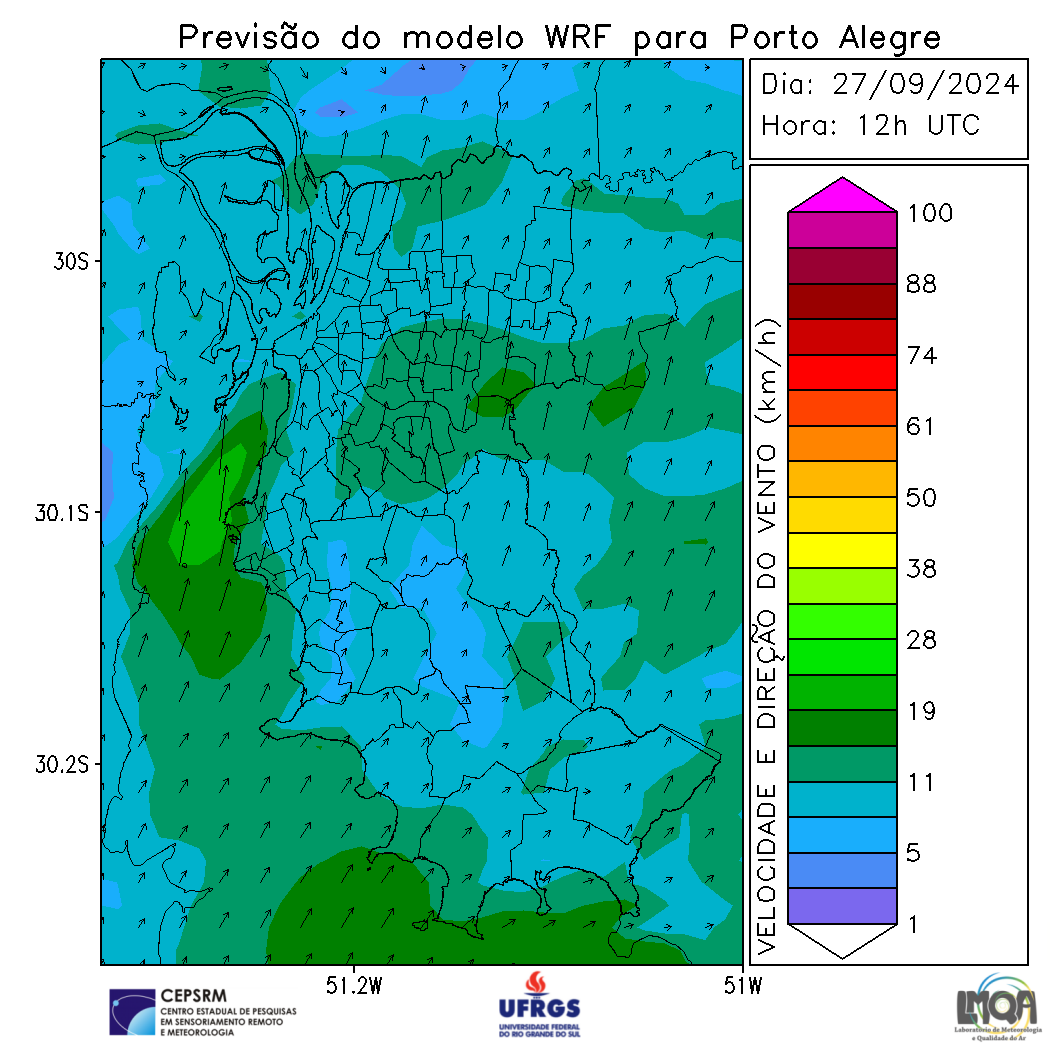 Previsão do modelo WRF para Porto Alegre
Dia: 27/09/2024
Hora: 12h UTC
30S
30.1S
30.2S
51.2W
51W
VELOCIDADE E DIREÇÃO DO VENTO (km/h)
100
88
74
61
50
38
28
19
11
5
1
CEPSRM
CENTRO ESTADUAL DE PESQUISAS
EM SENSORIAMENTO REMOTO
E METEOROLOGIA
UFRGS
UNIVERSIDADE FEDERAL
DO RIO GRANDE DO SUL
LMQA
Laboratório de Meteorologia
e Qualidade do Ar